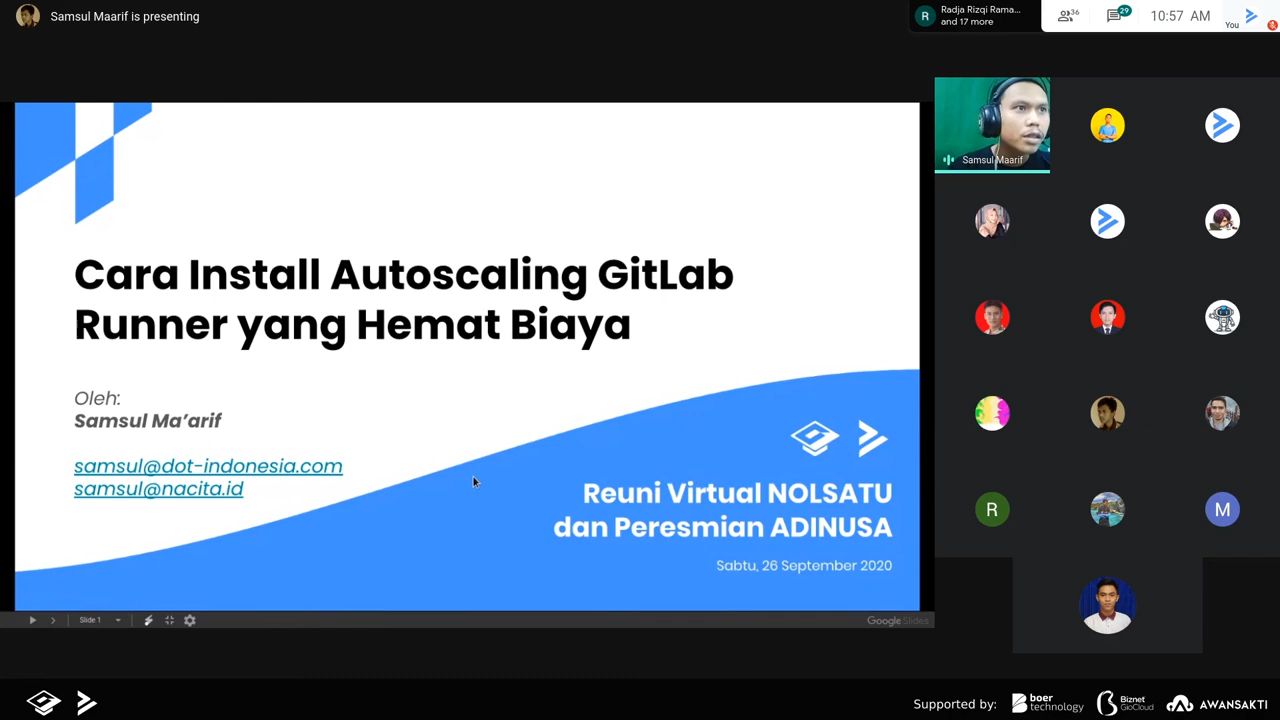 Samsul Maarif is presenting
Radja Rizqi Rama...
and 17 more
36
29
10:57 AM
You
Samsul Maarif
Cara Install Autoscaling GitLab
Runner yang Hemat Biaya
Oleh:
Samsul Ma’arif
samsul@dot-indonesia.com
samsul@nacita.id
Reuni Virtual NOLSATU
dan Peresmian ADINUSA
Sabtu, 26 September 2020
R
M
Slide 1
Google Slides
Supported by:
boer
technology
Biznet
GioCloud
AWANSAKTI